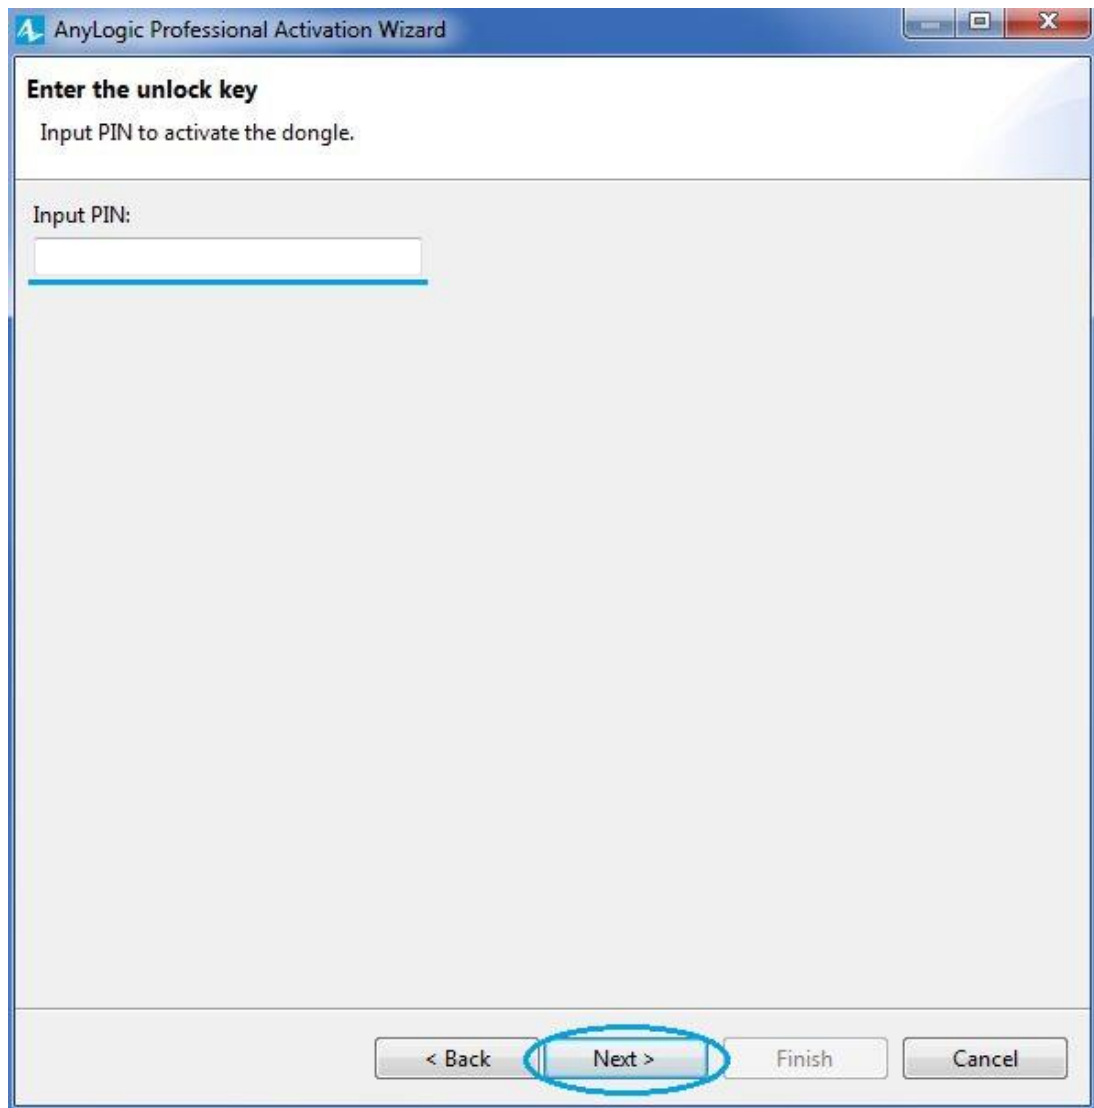 AnyLogic Professional Activation Wizard
Enter the unlock key
Input PIN to activate the dongle.
Input PIN:
< Back Next > Finish Cancel